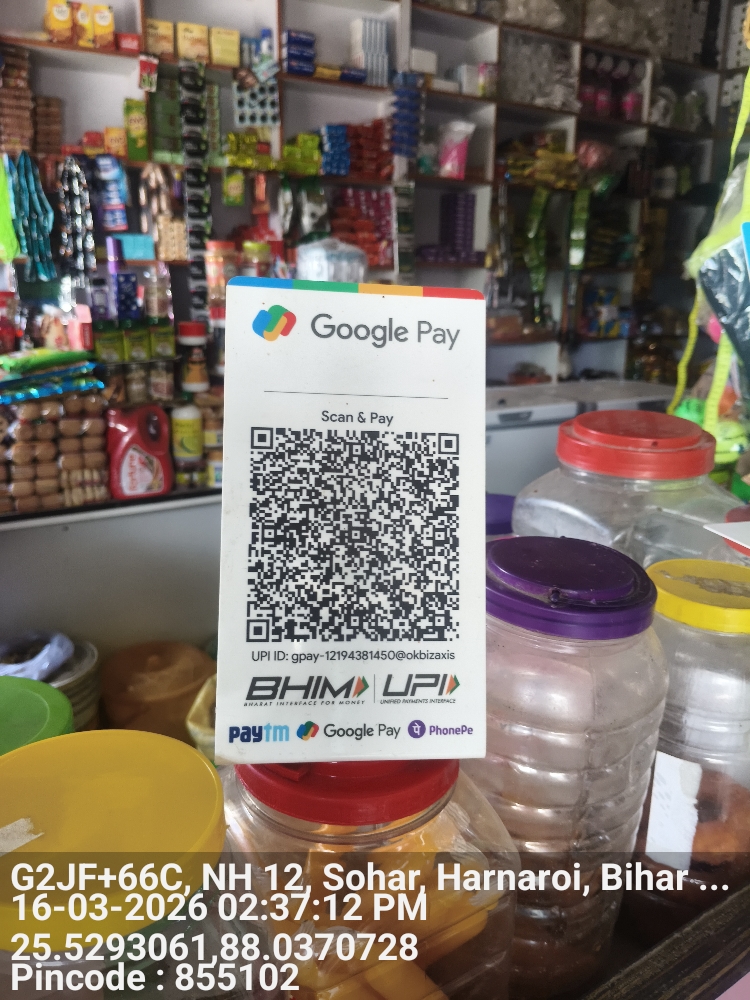 Google Pay
Scan & Pay
UPI ID: gpay-12194381450@okbizaxis
BHIM UPI
BHARAT INTERFACE FOR MONEY UNIFIED PAYMENTS INTERFACE
paytm Google Pay पे PhonePe
G2JF+66C, NH 12, Sohar, Harnaroi, Bihar ...
16-03-2026 02:37:12 PM
25.5293061,88.0370728
Pincode : 855102